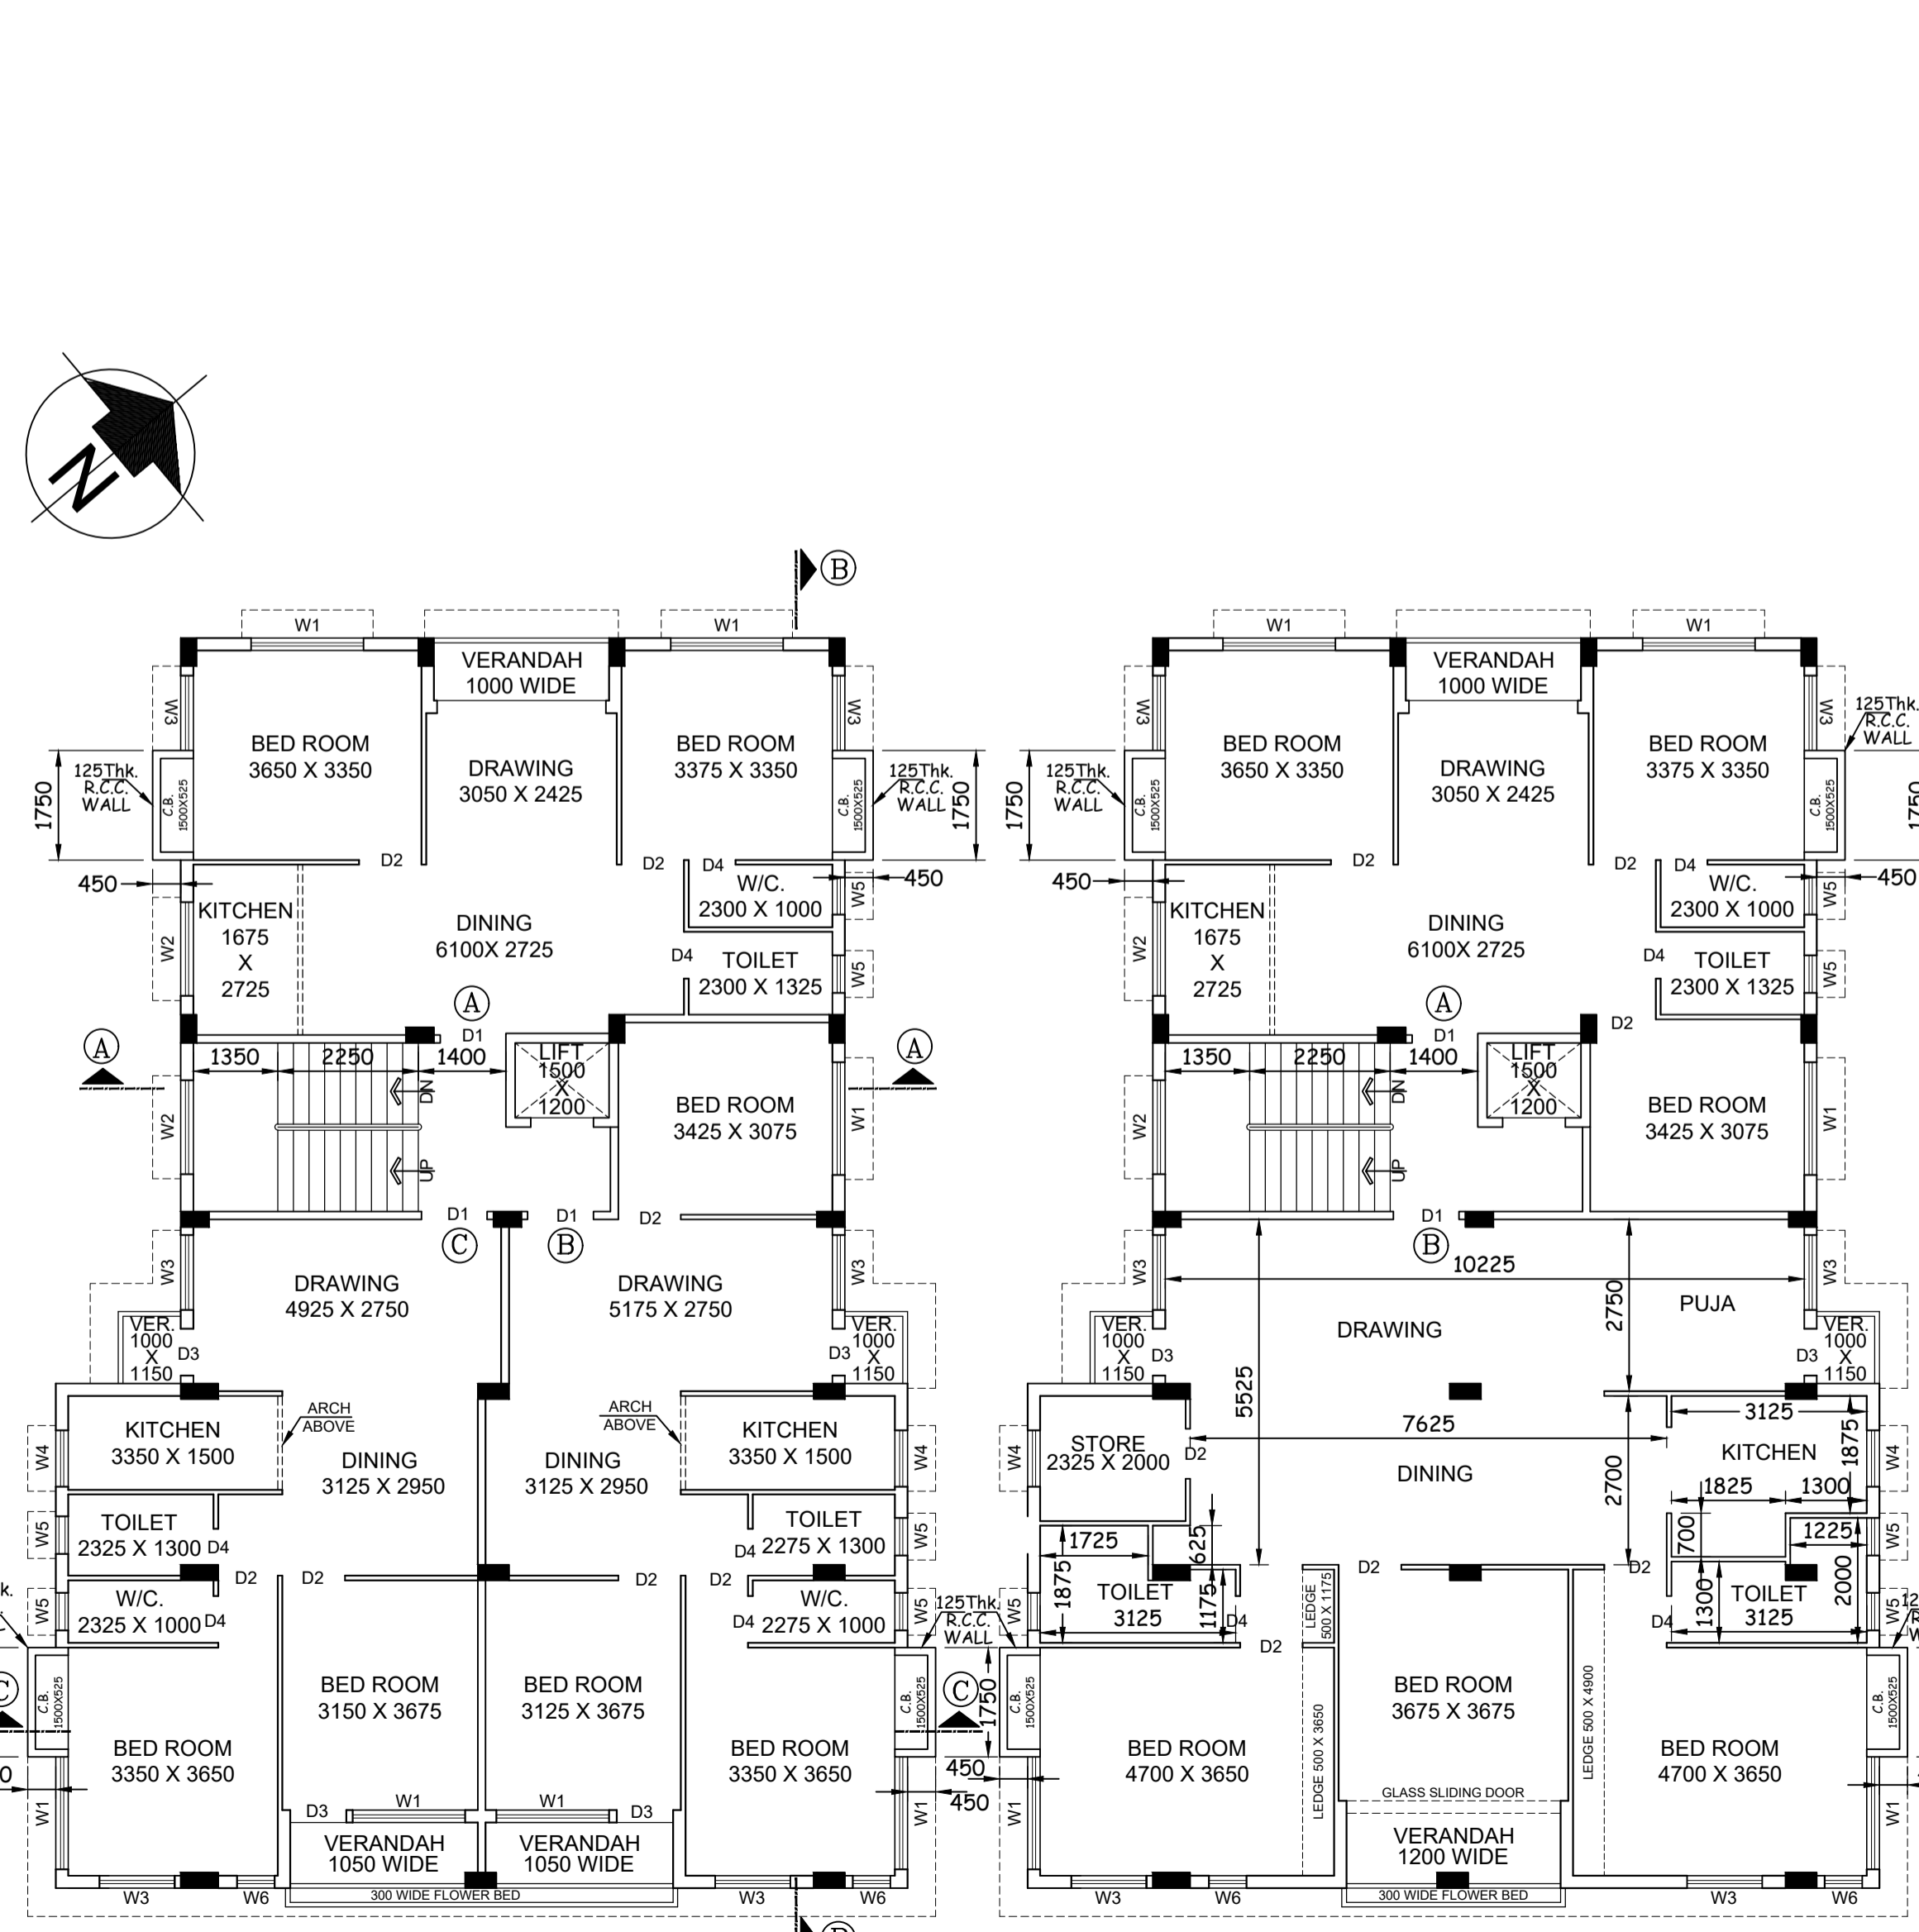 N
B
W1
W1
VERANDAH
1000 WIDE
W3
W3
BED ROOM
3650 X 3350
DRAWING
3050 X 2425
BED ROOM
3375 X 3350
1750
125Thk.
R.C.C.
WALL
C.B.
1500X525
C.B.
1500X525
125Thk.
R.C.C.
WALL
1750
D2
D2
D4
450
450
W/C.
2300 X 1000
W5
KITCHEN
1675
X
2725
W2
DINING
6100X 2725
D4
TOILET
2300 X 1325
W5
A
D1
A
A
1350
2250
1400
LIFT
1500
X
1200
DN
W2
BED ROOM
3425 X 3075
W1
UP
D1
D1
D2
C
B
W3
W3
DRAWING
4925 X 2750
DRAWING
5175 X 2750
VER.
1000
X
1150
D3
D3
VER.
1000
X
1150
ARCH
ABOVE
ARCH
ABOVE
W4
KITCHEN
3350 X 1500
DINING
3125 X 2950
DINING
3125 X 2950
KITCHEN
3350 X 1500
W4
W5
TOILET
2325 X 1300
D4
D4
TOILET
2275 X 1300
W5
D2
D2
D2
D2
W5
W/C.
2325 X 1000
D4
D4
W/C.
2275 X 1000
W5
k.
125Thk.
R.C.C.
WALL
C
C.B.
1500X525
BED ROOM
3150 X 3675
BED ROOM
3125 X 3675
C.B.
1500X525
C
1750
BED ROOM
3350 X 3650
BED ROOM
3350 X 3650
0
450
450
W1
D3
W1
W1
D3
W1
VERANDAH
1050 WIDE
VERANDAH
1050 WIDE
W3
W6
300 WIDE FLOWER BED
W3
W6
B
W1
W1
VERANDAH
1000 WIDE
W3
W3
125Thk.
R.C.C.
WALL
BED ROOM
3650 X 3350
DRAWING
3050 X 2425
BED ROOM
3375 X 3350
1750
125Thk.
R.C.C.
WALL
C.B.
1500X525
C.B.
1500X525
1750
D2
D2
D4
450
450
W/C.
2300 X 1000
W5
KITCHEN
1675
X
2725
W2
DINING
6100X 2725
D4
TOILET
2300 X 1325
W5
A
D1
D2
1350
2250
1400
LIFT
1500
X
1200
DN
W2
BED ROOM
3425 X 3075
W1
UP
D1
B
W3
10225
W3
2750
PUJA
DRAWING
VER.
1000
X
1150
D3
D3
VER.
1000
X
1150
5525
7625
3125
W4
STORE
2325 X 2000
D2
DINING
2700
KITCHEN
1875
W4
1825
1300
1725
625
700
1225
W5
D2
D2
1875
TOILET
3125
1175
D4
LEDGE
500 X 1175
1300
TOILET
3125
2000
D4
W5
W5
D2
C.B.
1500X525
BED ROOM
3675 X 3675
C.B.
1500X525
BED ROOM
4700 X 3650
LEDGE 500 X 3650
LEDGE 500 X 4900
BED ROOM
4700 X 3650
GLASS SLIDING DOOR
W1
VERANDAH
1200 WIDE
W1
W3
W6
300 WIDE FLOWER BED
W3
W6